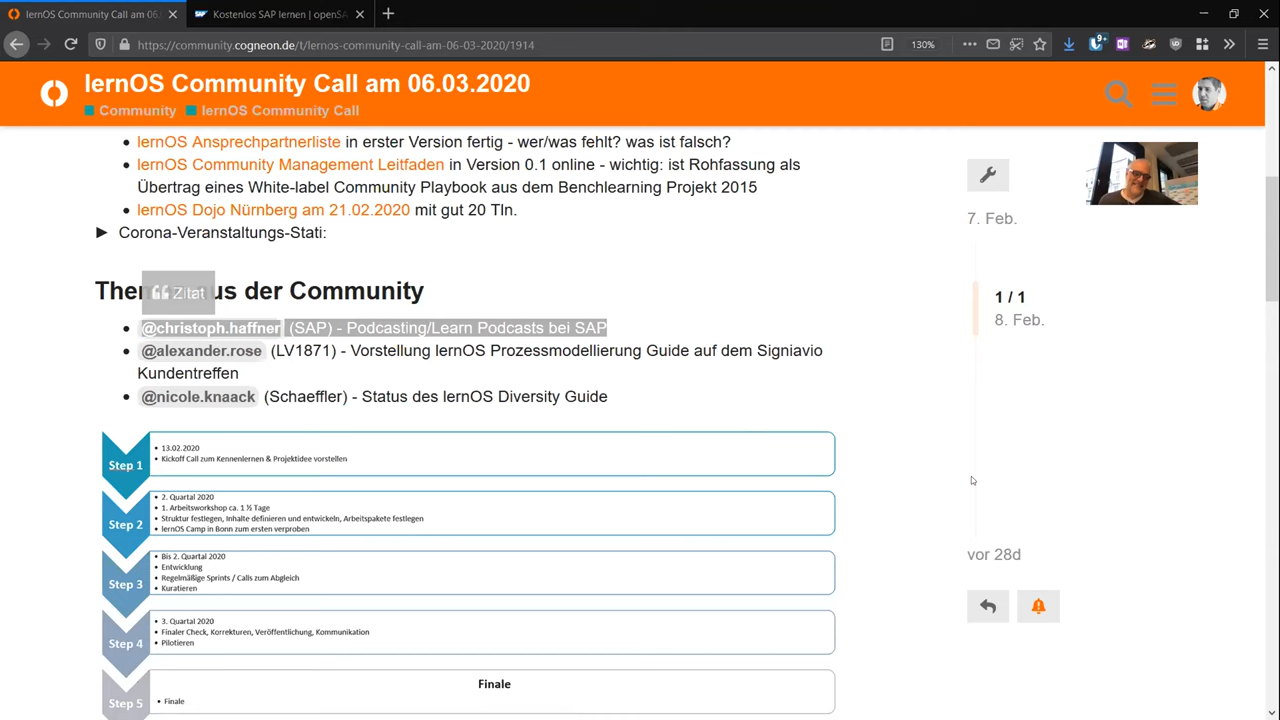 lernOS Community Call am 06.
Kostenlos SAP lernen | openSA
https://community.cogneon.de/t/lernos-community-call-am-06-03-2020/1914
130%
9+
lernOS Community Call am 06.03.2020
Community lernOS Community Call
lernOS Ansprechpartnerliste in erster Version fertig - wer/was fehlt? was ist falsch?
lernOS Community Management Leitfaden in Version 0.1 online - wichtig: ist Rohfassung als
Übertrag eines White-label Community Playbook aus dem Benchlearning Projekt 2015
lernOS Dojo Nürnberg am 21.02.2020 mit gut 20 Tln.
Corona-Veranstaltungs-Stati:
7. Feb.
Zitat
us der Community
1 / 1
8. Feb.
@christoph.haffner (SAP) - Podcasting/Learn Podcasts bei SAP
@alexander.rose (LV1871) - Vorstellung lernOS Prozessmodellierung Guide auf dem Signiavio
Kundentreffen
@nicole.knaack (Schaeffler) - Status des lernOS Diversity Guide
Step 1
13.02.2020
Kickoff Call zum Kennenlernen & Projektidee vorstellen
Step 2
2. Quartal 2020
1. Arbeitsworkshop ca. 1 ½ Tage
Struktur festlegen, Inhalte definieren und entwickeln, Arbeitspakete festlegen
lernOS Camp in Bonn zum ersten verproben
vor 28d
Step 3
Bis 2. Quartal 2020
Entwicklung
Regelmäßige Sprints / Calls zum Abgleich
Kuratieren
Step 4
3. Quartal 2020
Finaler Check, Korrekturen, Veröffentlichung, Kommunikation
Pilotieren
Step 5
Finale
Finale